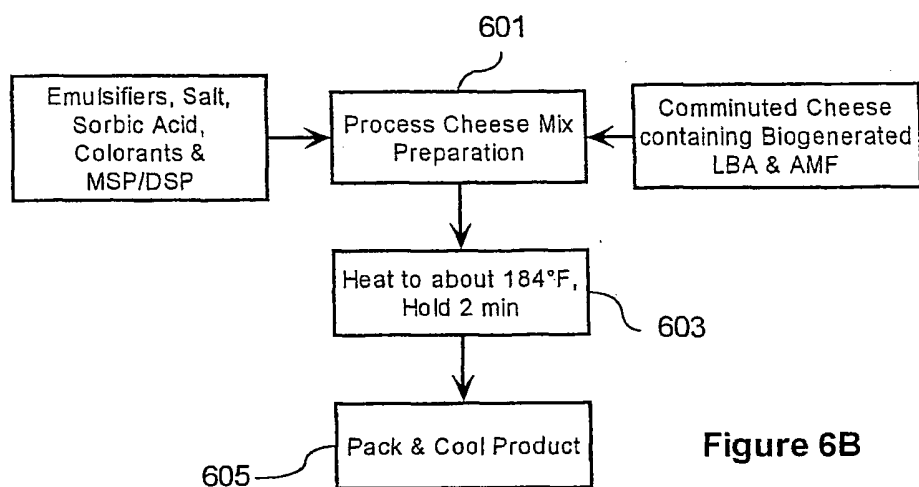 601
Emulsifiers, Salt,
Sorbic Acid,
Colorants &
MSP/DSP
Process Cheese Mix
Preparation
Comminuted Cheese
containing Biogenerated
LBA & AMF
Heat to about 184°F,
Hold 2 min
603
Pack & Cool Product
605
Figure 6B